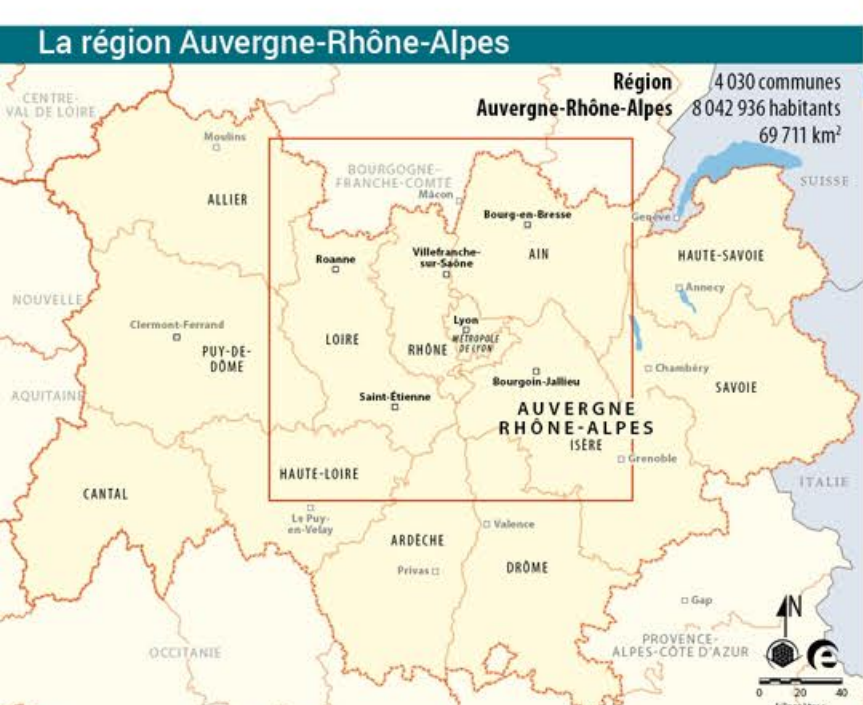 La région Auvergne-Rhône-Alpes
Région
Auvergne-Rhône-Alpes
4 030 communes
8 042 936 habitants
69 711 km²
CENTRE-
VAL DE LOIRE
Moulins
ALLIER
BOURGOGNE-
FRANCHE-COMTÉ
Mâcon
SUISSE
Genève
Bourg-en-Bresse
AIN
HAUTE-SAVOIE
Annecy
Roanne
Villefranche-
sur-Saône
NOUVELLE
AQUITAINE
Clermont-Ferrand
PUY-DE-
DÔME
LOIRE
RHÔNE
Lyon
MÉTROPOLE
DE LYON
Bourgoin-Jallieu
Chambéry
SAVOIE
Saint-Étienne
AUVERGNE
RHÔNE-ALPES
ISÈRE
Grenoble
HAUTE-LOIRE
CANTAL
ITALIE
Le Puy-
en-Velay
ARDÈCHE
Valence
Privas
DRÔME
Gap
PROVENCE-
ALPES-CÔTE D'AZUR
OCCITANIE
N
e
0 20 40